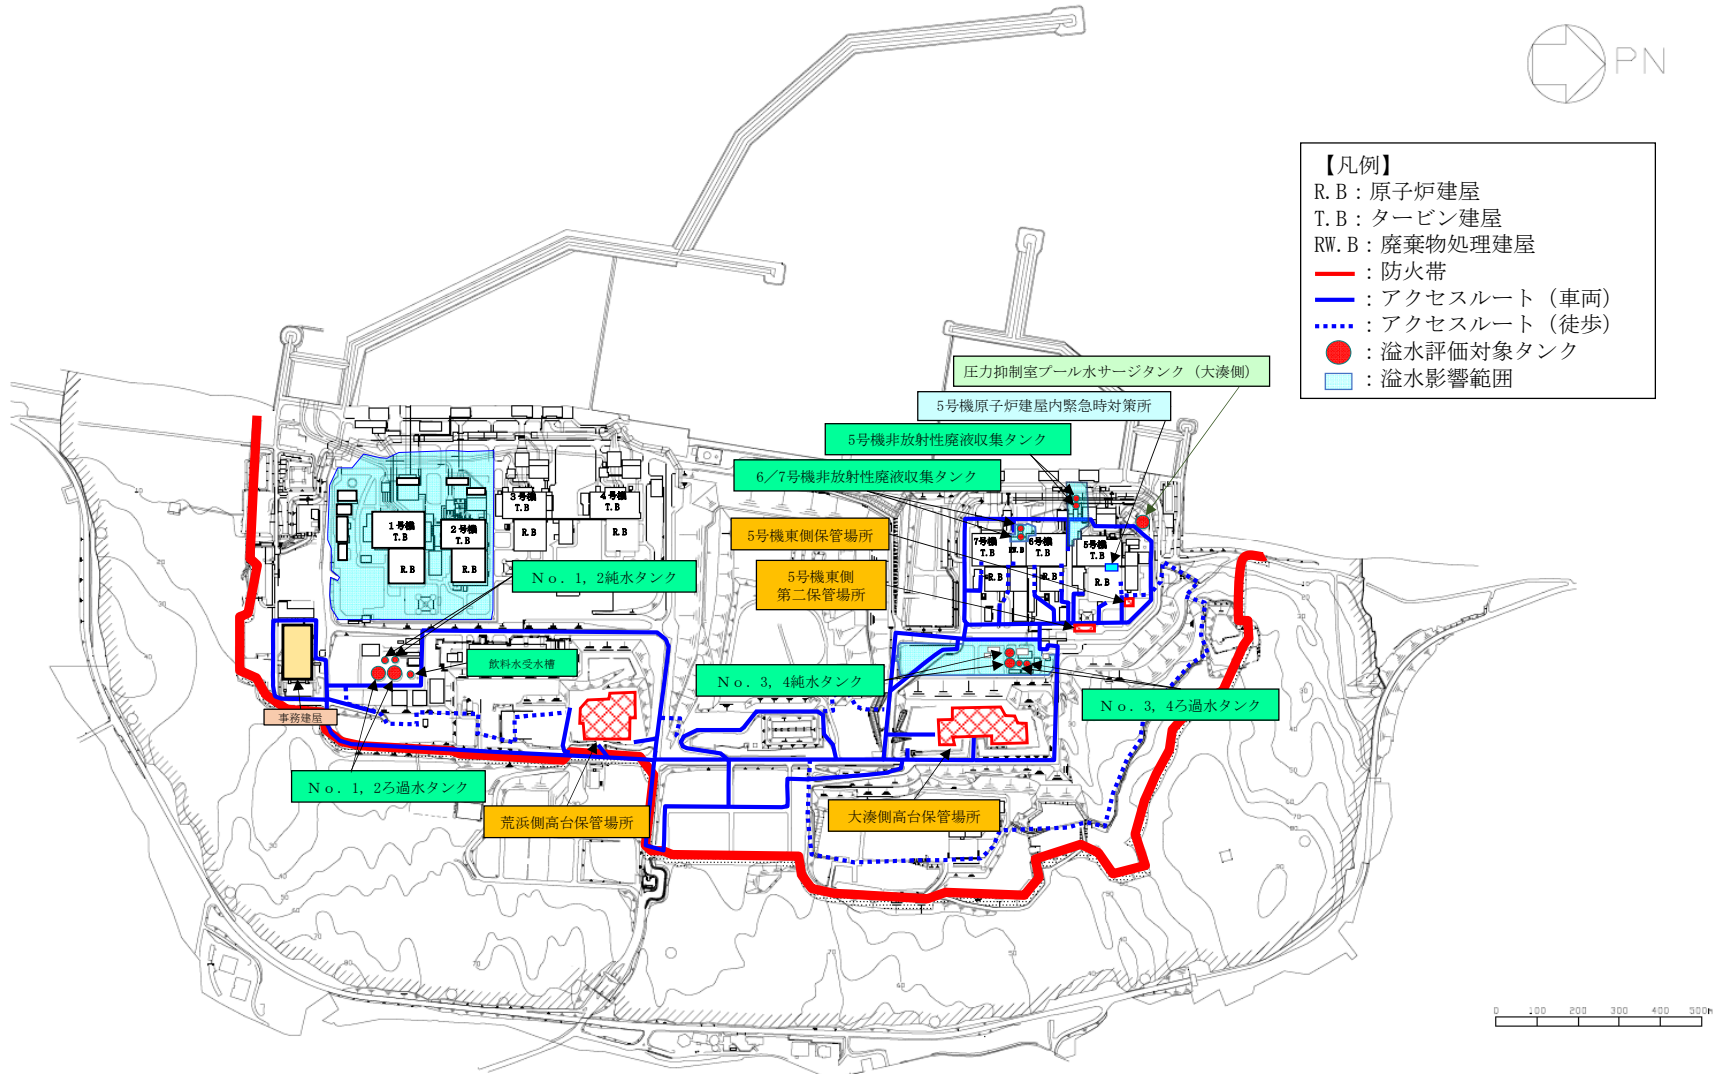 PN
【凡例】
R.B：原子炉建屋
T.B：タービン建屋
RW.B：廃棄物処理建屋
：防火帯
：アクセスルート（車両）
：アクセスルート（徒歩）
：溢水評価対象タンク
：溢水影響範囲
圧力抑制室プール水サージタンク（大湊側）
5号機原子炉建屋内緊急時対策所
5号機非放射性廃液収集タンク
6／7号機非放射性廃液収集タンク
5号機東側保管場所
5号機東側
第二保管場所
1号機
T.B
R.B
2号機
T.B
R.B
3号機
T.B
R.B
4号機
T.B
R.B
7号機
T.B
R.B
RW.B
6号機
T.B
R.B
5号機
T.B
R.B
No. 1, 2純水タンク
飲料水受水槽
No. 3, 4純水タンク
No. 3, 4ろ過水タンク
事務建屋
No. 1, 2ろ過水タンク
荒浜側高台保管場所
大湊側高台保管場所
0 100 200 300 400 500m